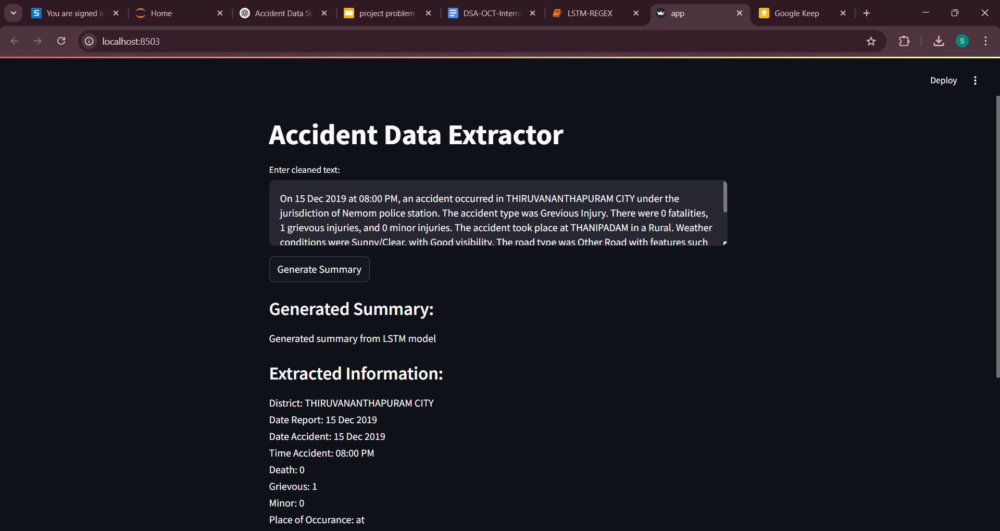 You are signed in
Home
Accident Data St
project problem
DSA-OCT-Interns
LSTM-REGEX
app
Google Keep
localhost:8503
S
Deploy
Accident Data Extractor
Enter cleaned text:
On 15 Dec 2019 at 08:00 PM, an accident occurred in THIRUVANANTHAPURAM CITY under the
jurisdiction of Nemom police station. The accident type was Grevious Injury. There were 0 fatalities,
1 grievous injuries, and 0 minor injuries. The accident took place at THANIPADAM in a Rural. Weather
conditions were Sunny/Clear, with Good visibility. The road type was Other Road with features such
Generate Summary
Generated Summary:
Generated summary from LSTM model
Extracted Information:
District: THIRUVANANTHAPURAM CITY
Date Report: 15 Dec 2019
Date Accident: 15 Dec 2019
Time Accident: 08:00 PM
Death: 0
Grievous: 1
Minor: 0
Place of Occurance: at